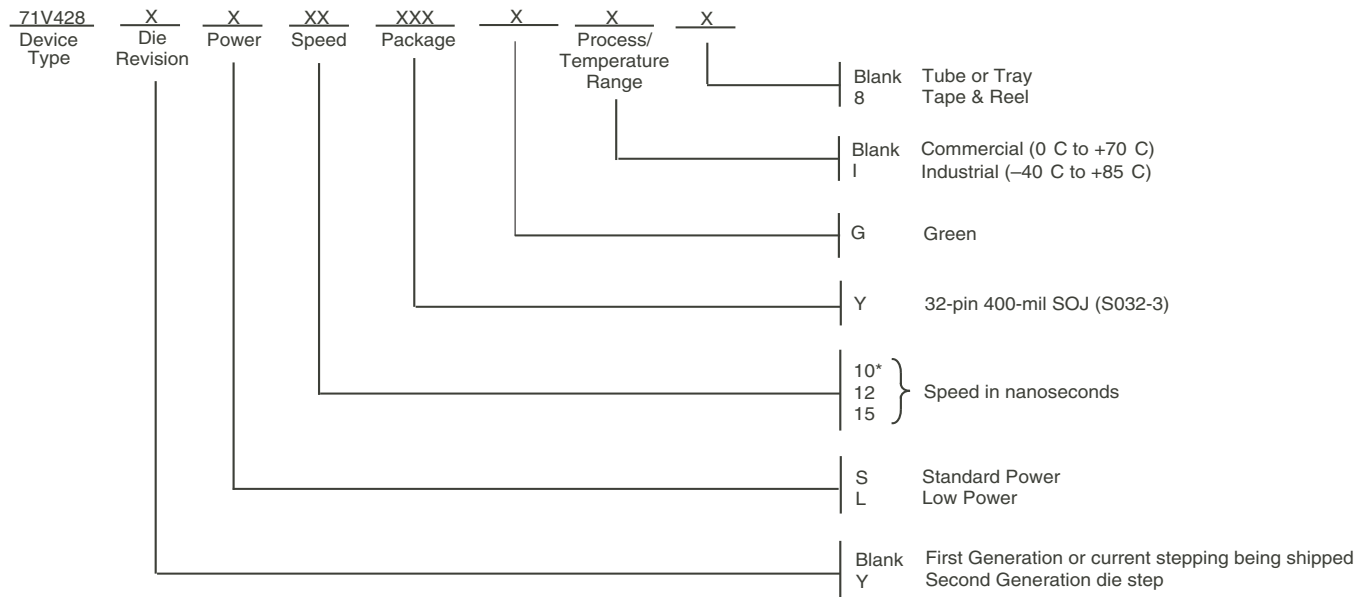 71V428 X X XX XXX X X X
Device Type
Die Revision
Power
Speed
Package
Process/ Temperature Range
Blank Tube or Tray
8 Tape & Reel
Blank Commercial (0 C to +70 C)
I Industrial (–40 C to +85 C)
G Green
Y 32-pin 400-mil SOJ (S032-3)
10*
12 Speed in nanoseconds
15
S Standard Power
L Low Power
Blank First Generation or current stepping being shipped
Y Second Generation die step